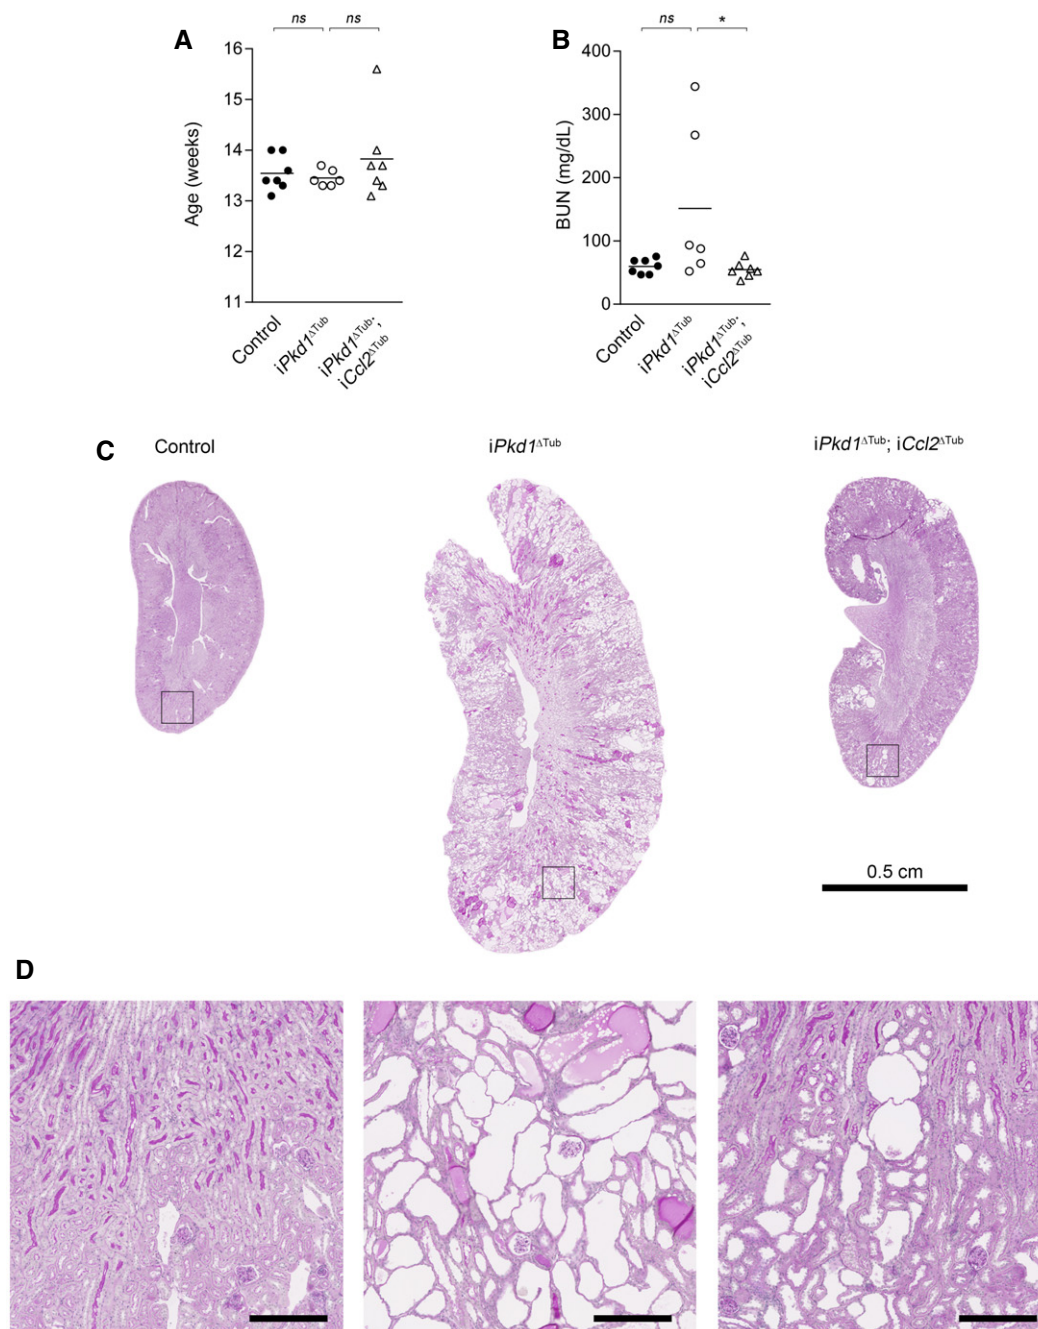 A
ns
ns
16
15
14
13
12
11
Age (weeks)
Control
iPkd1ΔTub
iPkd1ΔTub;
iCcl2ΔTub
B
ns
*
400
300
200
100
0
BUN (mg/dL)
Control
iPkd1ΔTub
iPkd1ΔTub;
iCcl2ΔTub
C
Control
iPkd1ΔTub
iPkd1ΔTub; iCcl2ΔTub
0.5 cm
D